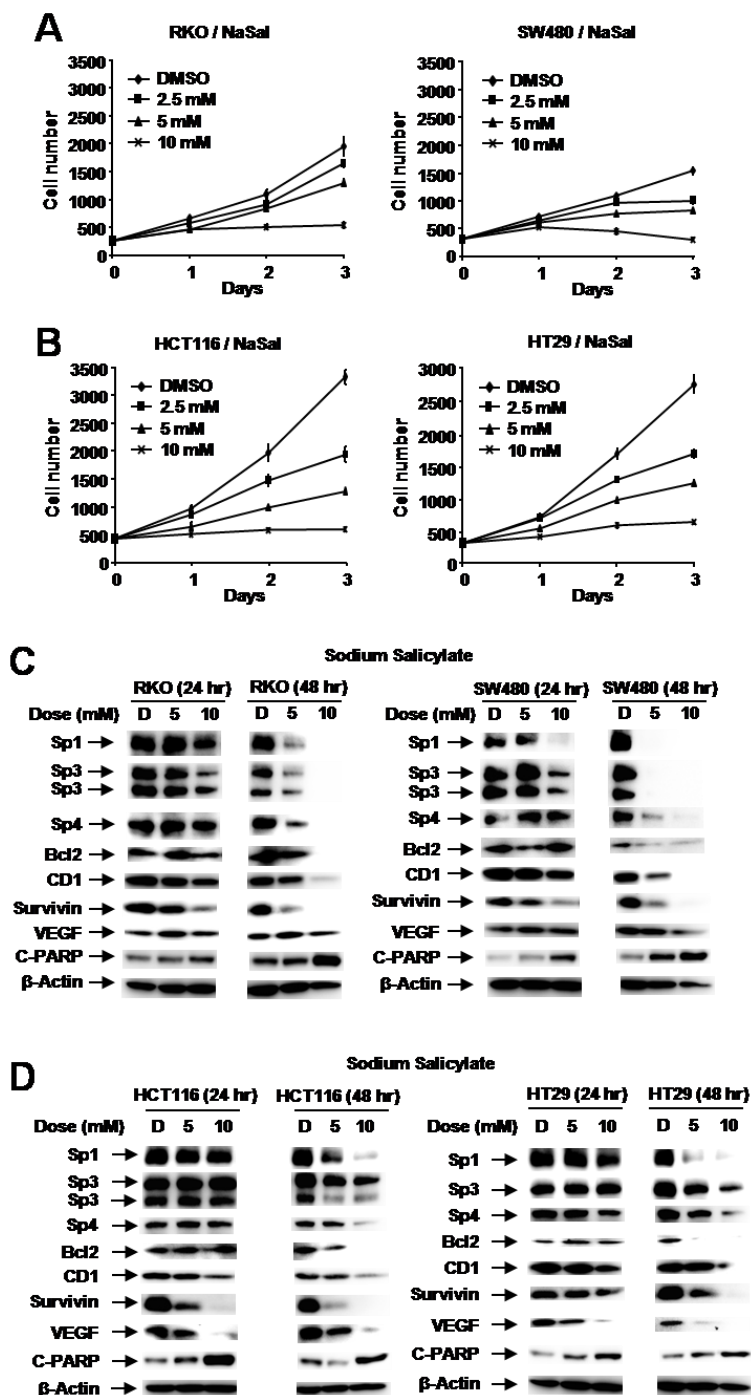 A
RKO / NaSal
SW480 / NaSal
3500
3000
2500
2000
1500
1000
500
0
Cell number
DMSO
2.5 mM
5 mM
10 mM
0 1 2 3
Days
3500
3000
2500
2000
1500
1000
500
0
Cell number
DMSO
2.5 mM
5 mM
10 mM
0 1 2 3
Days
B
HCT116 / NaSal
HT29 / NaSal
3500
3000
2500
2000
1500
1000
500
0
Cell number
DMSO
2.5 mM
5 mM
10 mM
0 1 2 3
Days
3000
2500
2000
1500
1000
500
0
Cell number
DMSO
2.5 mM
5 mM
10 mM
0 1 2 3
Days
C
Sodium Salicylate
RKO (24 hr) RKO (48 hr)
Dose (mM) D 5 10 D 5 10
Sp1
Sp3
Sp3
Sp4
Bcl2
CD1
Survivin
VEGF
C-PARP
β-Actin
SW480 (24 hr) SW480 (48 hr)
Dose (mM) D 5 10 D 5 10
Sp1
Sp3
Sp3
Sp4
Bcl2
CD1
Survivin
VEGF
C-PARP
β-Actin
D
Sodium Salicylate
HCT116 (24 hr) HCT116 (48 hr)
Dose (mM) D 5 10 D 5 10
Sp1
Sp3
Sp3
Sp4
Bcl2
CD1
Survivin
VEGF
C-PARP
β-Actin
HT29 (24 hr) HT29 (48 hr)
Dose (mM) D 5 10 D 5 10
Sp1
Sp3
Sp4
Bcl2
CD1
Survivin
VEGF
C-PARP
β-Actin